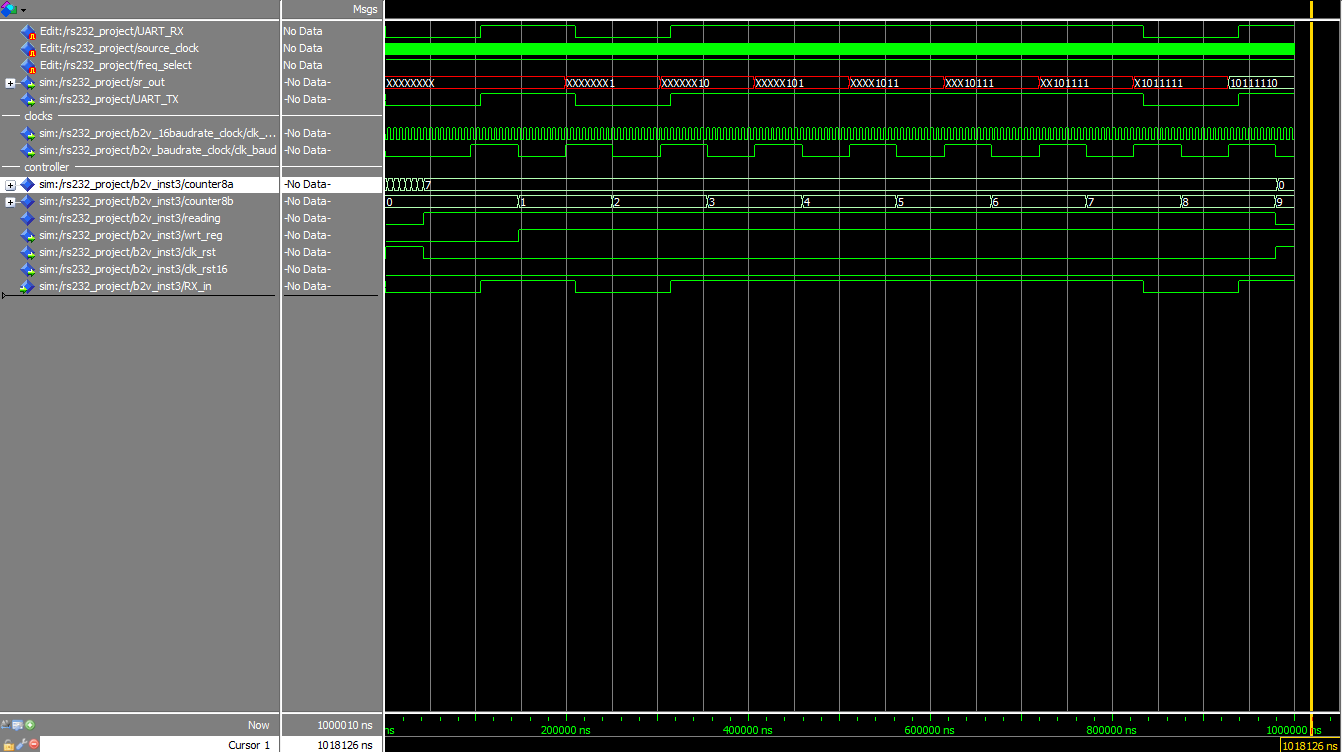 Msgs
Edit:/rs232_project/UART_RX No Data
Edit:/rs232_project/source_clock No Data
Edit:/rs232_project/freq_select No Data
sim:/rs232_project/sr_out -No Data- XXXXXXXX XXXXXXX1 XXXXXX10 XXXXX101 XXXX1011 XXX10111 XX101111 X1011111 10111110
sim:/rs232_project/UART_TX -No Data-
clocks
sim:/rs232_project/b2v_16baudrate_clock/clk_... -No Data-
sim:/rs232_project/b2v_baudrate_clock/clk_baud -No Data-
controller
sim:/rs232_project/b2v_inst3/counter8a -No Data- 7 0
sim:/rs232_project/b2v_inst3/counter8b -No Data- 0 1 2 3 4 5 6 7 8 9
sim:/rs232_project/b2v_inst3/reading -No Data-
sim:/rs232_project/b2v_inst3/wrt_reg -No Data-
sim:/rs232_project/b2v_inst3/clk_rst -No Data-
sim:/rs232_project/b2v_inst3/clk_rst16 -No Data-
sim:/rs232_project/b2v_inst3/RX_in -No Data-
Now 1000010 ns ns 200000 ns 400000 ns 600000 ns 800000 ns 1000000 ns
Cursor 1 1018126 ns 1018126 ns